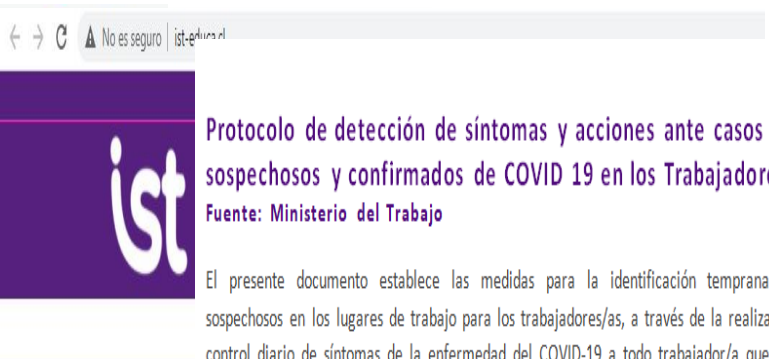 No es seguro | ist-educa.cl
ist
Protocolo de detección de síntomas y acciones ante casos
sospechosos y confirmados de COVID 19 en los
Fuente: Ministerio del Trabajo
El presente documento establece las medidas para la identificación temprana
sospechosos en los lugares de trabajo para los trabajadores/as, a través de la
control diario de síntomas de la enfermedad del COVID-19 a todo trabajador/a que